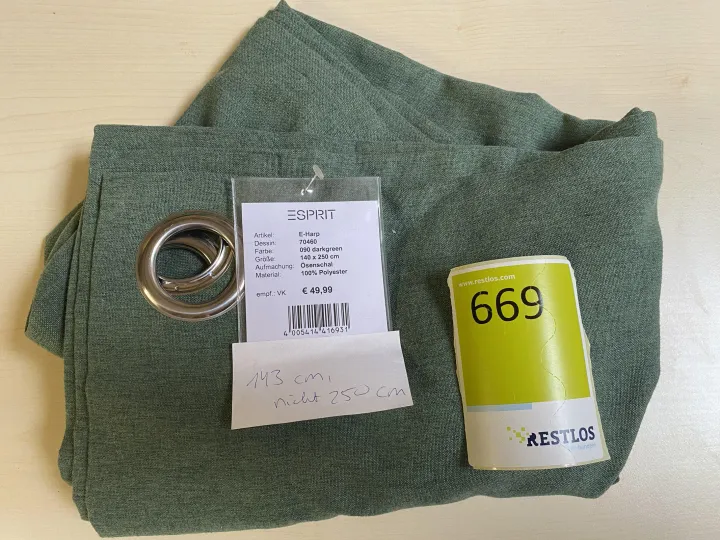 ESPRIT
Artikel: E-Harp
Dessin: 70460
Farbe: 090 darkgreen
Größe: 140 x 250 cm
Aufmachung: Ösenschal
Material: 100% Polyester
empf.: VK € 49,99
4 005414 416931
143 cm,
nicht 250 cm
www.restlos.com
669
RESTLOS